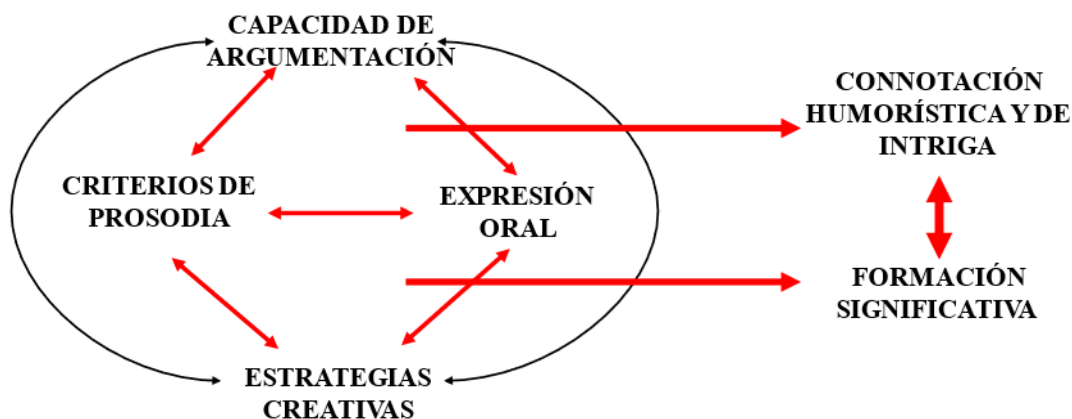 CAPACIDAD DE
ARGUMENTACIÓN
CONNOTACIÓN
HUMORÍSTICA Y DE
INTRIGA
CRITERIOS DE
PROSODIA
EXPRESIÓN
ORAL
FORMACIÓN
SIGNIFICATIVA
ESTRATEGIAS
CREATIVAS